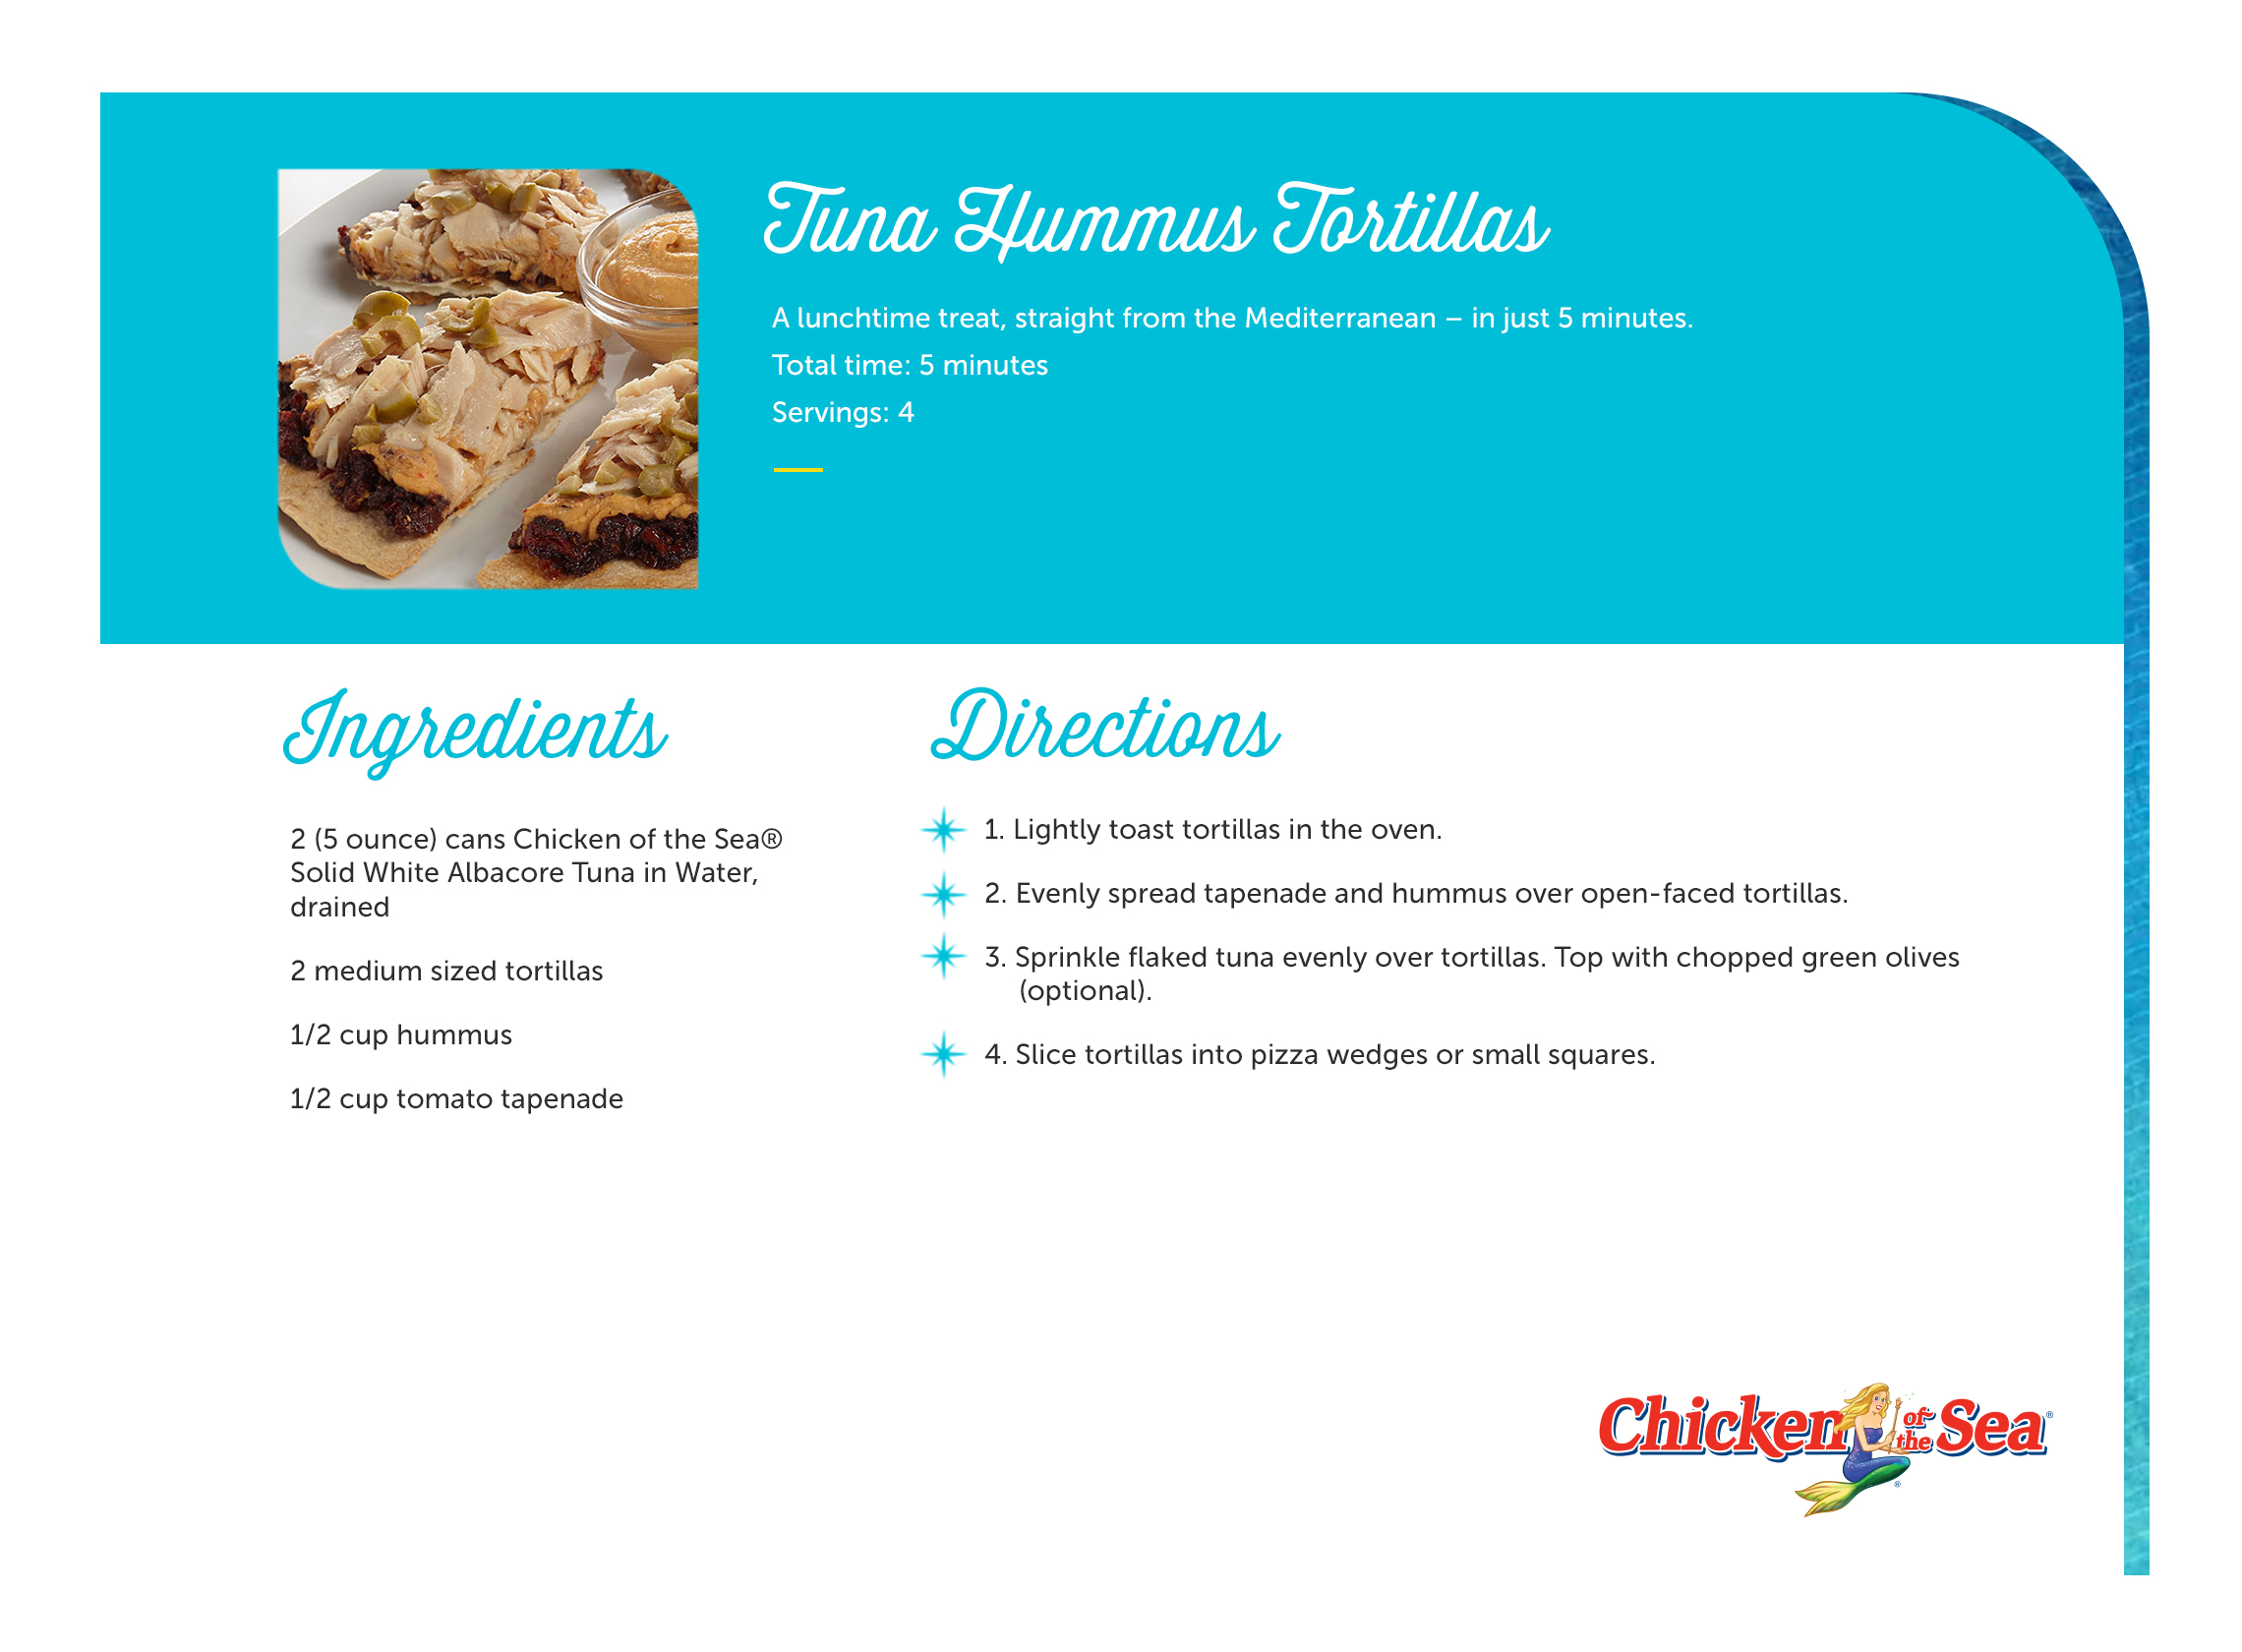 Tuna Hummus Tortillas
A lunchtime treat, straight from the Mediterranean – in just 5 minutes.
Total time: 5 minutes
Servings: 4
Ingredients
2 (5 ounce) cans Chicken of the Sea®
Solid White Albacore Tuna in Water,
drained
2 medium sized tortillas
1/2 cup hummus
1/2 cup tomato tapenade
Directions
1. Lightly toast tortillas in the oven.
2. Evenly spread tapenade and hummus over open-faced tortillas.
3. Sprinkle flaked tuna evenly over tortillas. Top with chopped green olives
(optional).
4. Slice tortillas into pizza wedges or small squares.
Chicken of the Sea®
®